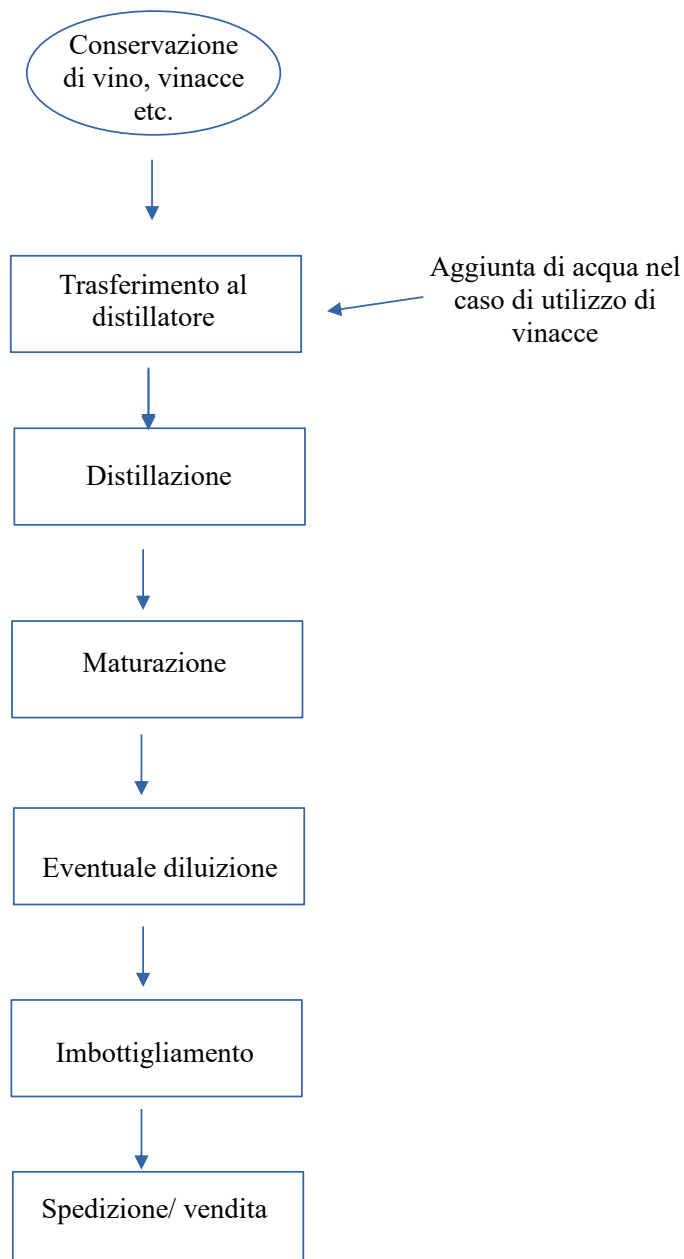 Conservazione
di vino, vinacce
etc.
Trasferimento al
distillatore
Aggiunta di acqua nel
caso di utilizzo di
vinacce
Distillazione
Maturazione
Eventuale diluizione
Imbottigliamento
Spedizione/ vendita